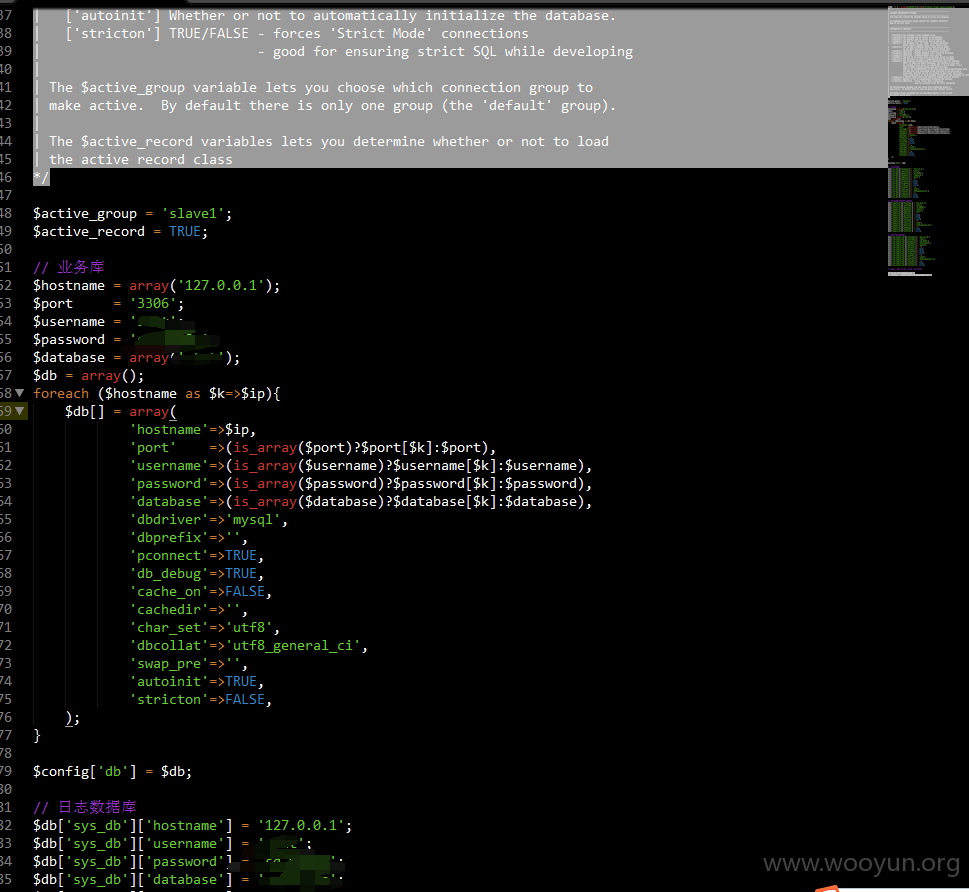 37 | ['autoinit'] Whether or not to automatically initialize the database.
38 | ['stricton'] TRUE/FALSE - forces 'Strict Mode' connections
39 | - good for ensuring strict SQL while developing
40 |
41 | The $active_group variable lets you choose which connection group to
42 | make active.  By default there is only one group (the 'default' group).
43 |
44 | The $active_record variables lets you determine whether or not to load
45 | the active record class
46 */
47
48 $active_group = 'slave1';
49 $active_record = TRUE;
50
51 // 业务库
52 $hostname = array('127.0.0.1');
53 $port     = '3306';
54 $username = '
55 $password = '
56 $database = array(' ');
57 $db = array();
58 foreach ($hostname as $k=>$ip){
59 $db[] = array(
60 'hostname'=>$ip,
61 'port'    =>(is_array($port)?$port[$k]:$port),
62 'username'=>(is_array($username)?$username[$k]:$username),
63 'password'=>(is_array($password)?$password[$k]:$password),
64 'database'=>(is_array($database)?$database[$k]:$database),
65 'dbdriver'=>'mysql',
66 'dbprefix'=>'',
67 'pconnect'=>TRUE,
68 'db_debug'=>TRUE,
69 'cache_on'=>FALSE,
70 'cachedir'=>'',
71 'char_set'=>'utf8',
72 'dbcollat'=>'utf8_general_ci',
73 'swap_pre'=>'',
74 'autoinit'=>TRUE,
75 'stricton'=>FALSE,
76 );
77 }
78
79 $config['db'] = $db;
80
81 // 日志数据库
82 $db['sys_db']['hostname'] = '127.0.0.1';
83 $db['sys_db']['username'] = ' ';
84 $db['sys_db']['password'] = ';
85 $db['sys_db']['database'] = ' ;
www.wooyun.org